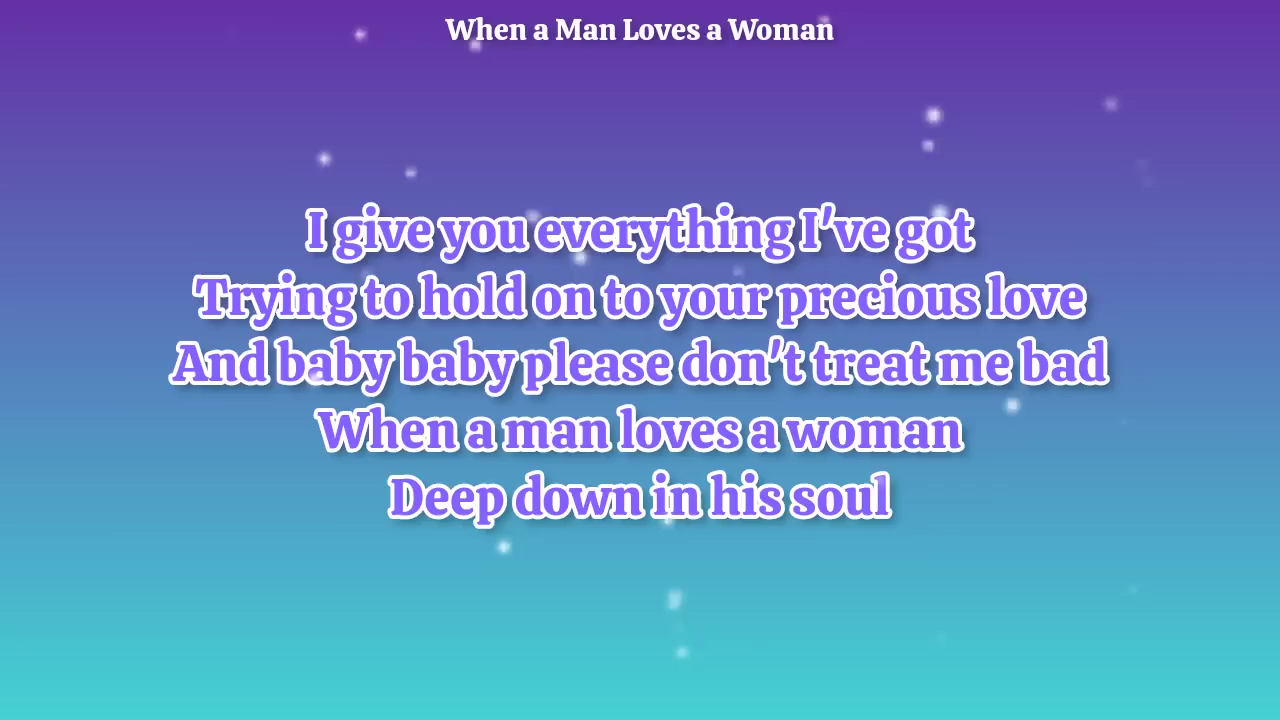 When a Man Loves a Woman
I give you everything I've got
Trying to hold on to your precious love
And baby baby please don't treat me bad
When a man loves a woman
Deep down in his soul